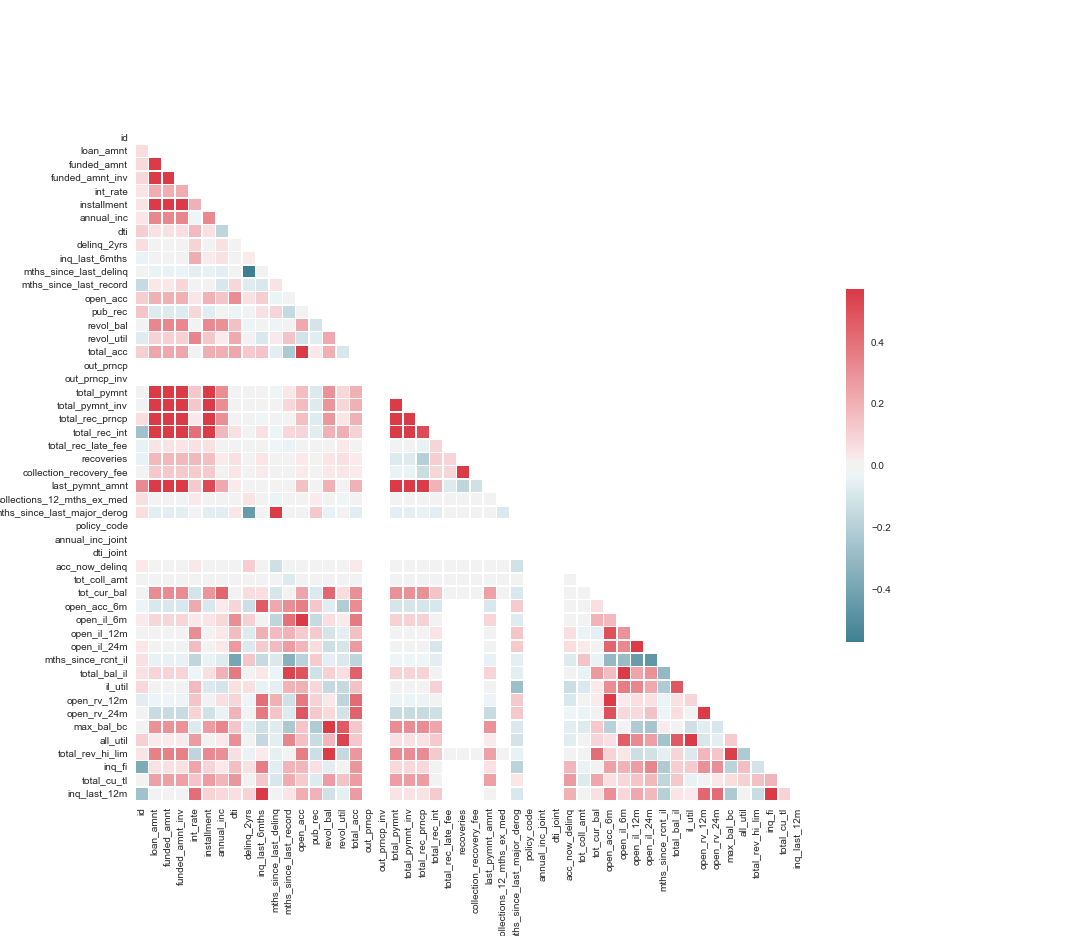 id
loan_amnt
funded_amnt
funded_amnt_inv
int_rate
installment
annual_inc
dti
delinq_2yrs
inq_last_6mths
mths_since_last_delinq
mths_since_last_record
open_acc
pub_rec
revol_bal
revol_util
total_acc
out_prncp
out_prncp_inv
total_pymnt
total_pymnt_inv
total_rec_prncp
total_rec_int
total_rec_late_fee
recoveries
collection_recovery_fee
last_pymnt_amnt
ollections_12_mths_ex_med
ths_since_last_major_derog
policy_code
annual_inc_joint
dti_joint
acc_now_delinq
tot_coll_amt
tot_cur_bal
open_acc_6m
open_il_6m
open_il_12m
open_il_24m
mths_since_rcnt_il
total_bal_il
il_util
open_rv_12m
open_rv_24m
max_bal_bc
all_util
total_rev_hi_lim
inq_fi
total_cu_tl
inq_last_12m
id
loan_amnt
funded_amnt
funded_amnt_inv
int_rate
installment
annual_inc
dti
delinq_2yrs
inq_last_6mths
mths_since_last_delinq
mths_since_last_record
open_acc
pub_rec
revol_bal
revol_util
total_acc
out_prncp
out_prncp_inv
total_pymnt
total_pymnt_inv
total_rec_prncp
total_rec_int
total_rec_late_fee
recoveries
collection_recovery_fee
last_pymnt_amnt
ollections_12_mths_ex_med
ths_since_last_major_derog
policy_code
annual_inc_joint
dti_joint
acc_now_delinq
tot_coll_amt
tot_cur_bal
open_acc_6m
open_il_6m
open_il_12m
open_il_24m
mths_since_rcnt_il
total_bal_il
il_util
open_rv_12m
open_rv_24m
max_bal_bc
all_util
total_rev_hi_lim
inq_fi
total_cu_tl
inq_last_12m
0.4
0.2
0.0
−0.2
−0.4